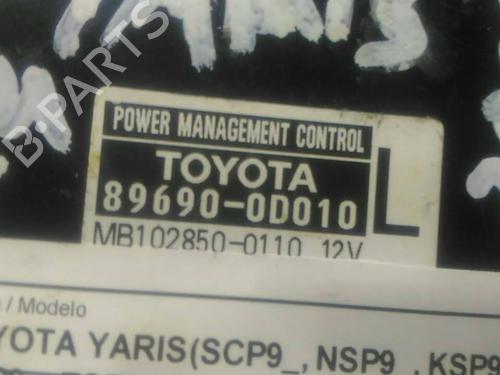 YARIS
B-PARTS
POWER MANAGEMENT CONTROL
TOYOTA
89690-0D010
L
MB102850-0110 12V
/ Modelo
YOTA YARIS(SCP9_, NSP9_, KSP9